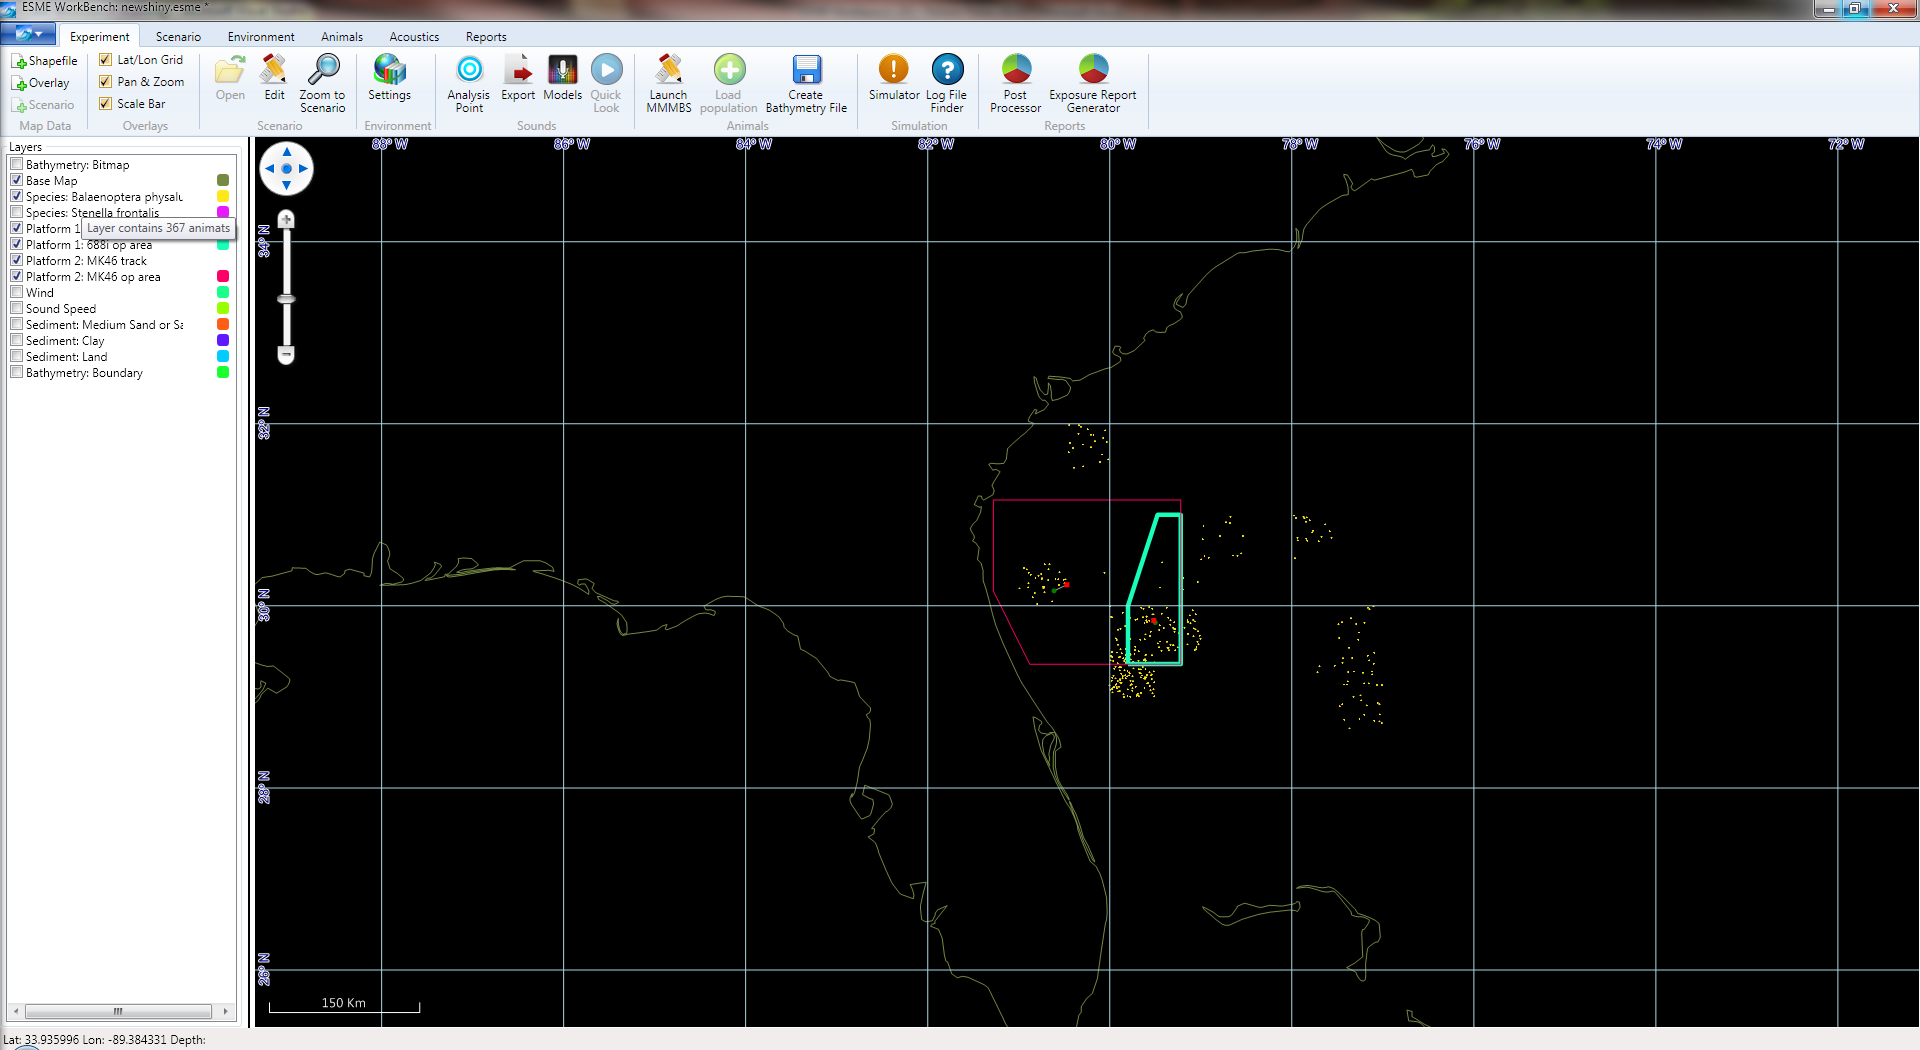 ESME WorkBench: newshiny.esme *
Experiment Scenario Environment Animals Acoustics Reports
Shapefile
Overlay
Scenario
Map Data
Lat/Lon Grid
Pan & Zoom
Scale Bar
Overlays
Open Edit Zoom to Scenario
Scenario
Settings
Environment
Analysis Point Export Models Quick Look
Sounds
Launch MMMBS Load population Create Bathymetry File
Animals
Simulator Log File Finder
Simulation
Post Processor Exposure Report Generator
Reports
Layers
Bathymetry: Bitmap
Base Map
Species: Balaenoptera physalu
Species: Stenella frontalis
Platform 1
Layer contains 367 animats
Platform 1: 688i op area
Platform 2: MK46 track
Platform 2: MK46 op area
Wind
Sound Speed
Sediment: Medium Sand or Sa
Sediment: Clay
Sediment: Land
Bathymetry: Boundary
88° W 86° W 84° W 82° W 80° W 78° W 76° W 74° W 72° W
34° N
32° N
30° N
28° N
26° N
150 Km
Lat: 33.935996 Lon: -89.384331 Depth: